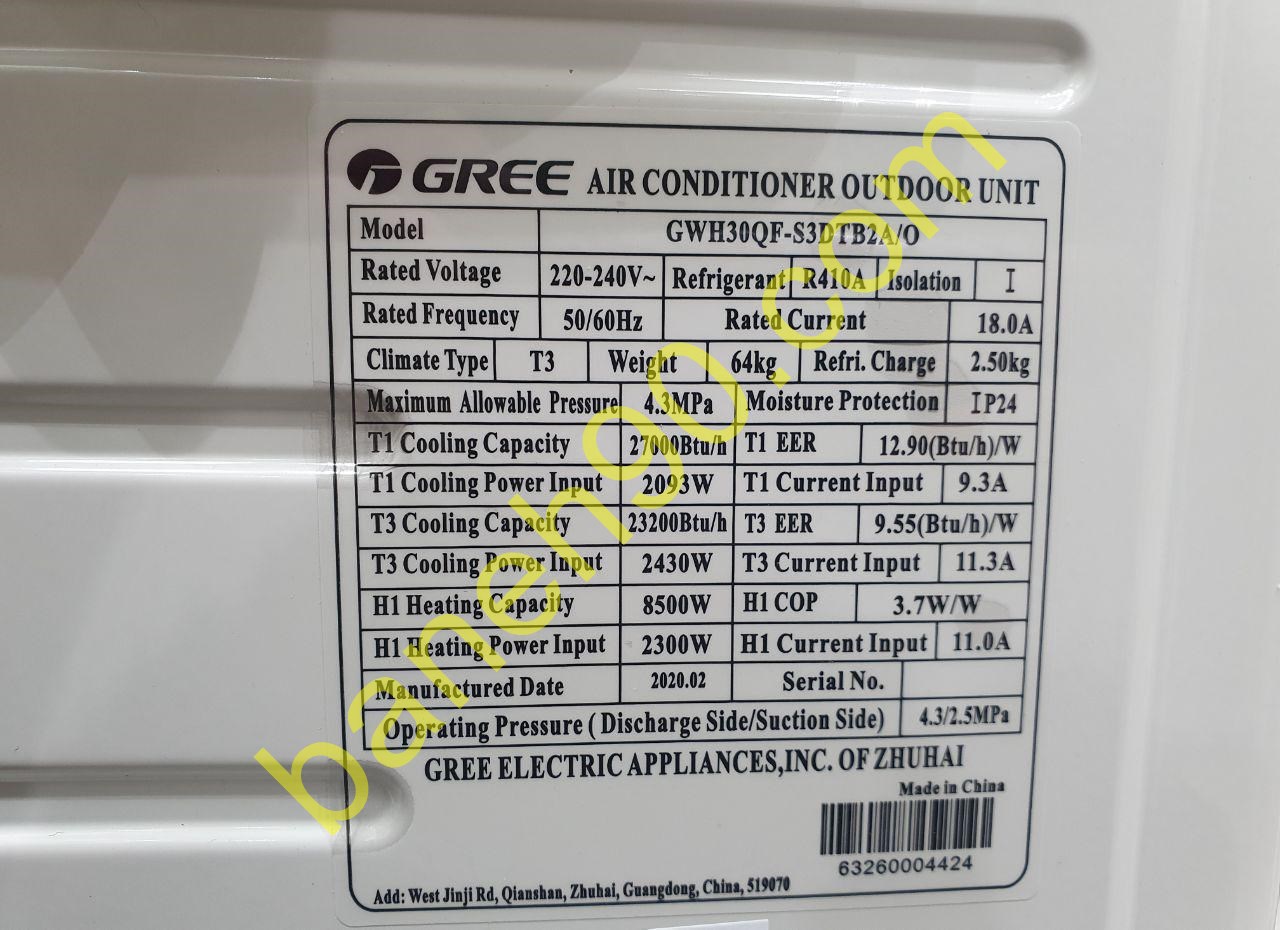 GREE AIR CONDITIONER OUTDOOR UNIT
Model GWH30QF-S3DTB2A/O
Rated Voltage 220-240V~ Refrigerant R410A Isolation I
Rated Frequency 50/60Hz Rated Current 18.0A
Climate Type T3 Weight 64kg Refri. Charge 2.50kg
Maximum Allowable Pressure 4.3MPa Moisture Protection IP24
T1 Cooling Capacity 27000Btu/h T1 EER 12.90(Btu/h)/W
T1 Cooling Power Input 2093W T1 Current Input 9.3A
T3 Cooling Capacity 23200Btu/h T3 EER 9.55(Btu/h)/W
T3 Cooling Power Input 2430W T3 Current Input 11.3A
H1 Heating Capacity 8500W H1 COP 3.7W/W
H1 Heating Power Input 2300W H1 Current Input 11.0A
Manufactured Date 2020.02 Serial No.
Operating Pressure ( Discharge Side/Suction Side) 4.3/2.5MPa
GREE ELECTRIC APPLIANCES,INC. OF ZHUHAI
Made in China
63260004424
Add: West Jinji Rd, Qianshan, Zhuhai, Guangdong, China, 519070
baneh90.com